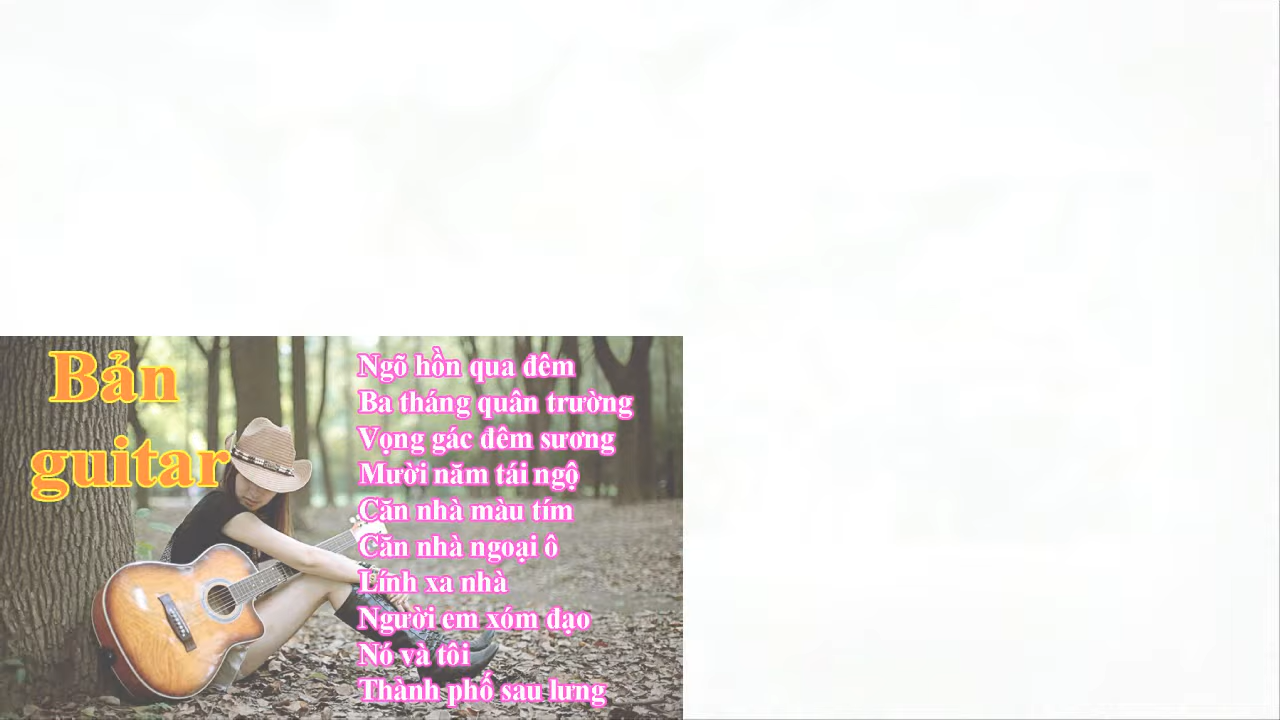 Bản
guitar
Ngõ hồn qua đêm
Ba tháng quân trường
Vọng gác đêm sương
Mười năm tái ngộ
Căn nhà màu tím
Căn nhà ngoại ô
Lính xa nhà
Người em xóm đạo
Nó và tôi
Thành phố sau lưng